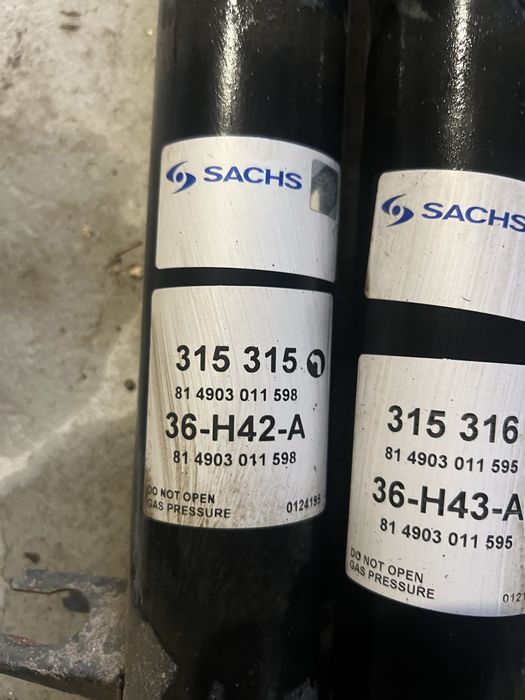 SACHS
315 315
81 4903 011 598
36-H42-A
81 4903 011 598
DO NOT OPEN
GAS PRESSURE
0124195
SACHS
315 316
81 4903 011 595
36-H43-A
81 4903 011 595
DO NOT OPEN
GAS PRESSURE